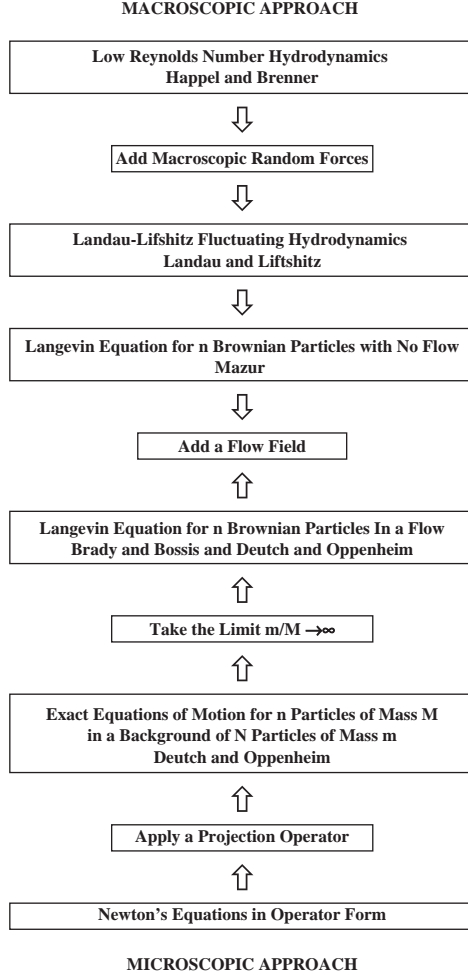 MACROSCOPIC APPROACH
Low Reynolds Number Hydrodynamics
Happel and Brenner
Add Macroscopic Random Forces
Landau-Lifshitz Fluctuating Hydrodynamics
Landau and Liftshitz
Langevin Equation for n Brownian Particles with No Flow
Mazur
Add a Flow Field
Langevin Equation for n Brownian Particles In a Flow
Brady and Bossis and Deutch and Oppenheim
Take the Limit m/M →∞
Exact Equations of Motion for n Particles of Mass M
in a Background of N Particles of Mass m
Deutch and Oppenheim
Apply a Projection Operator
Newton's Equations in Operator Form
MICROSCOPIC APPROACH